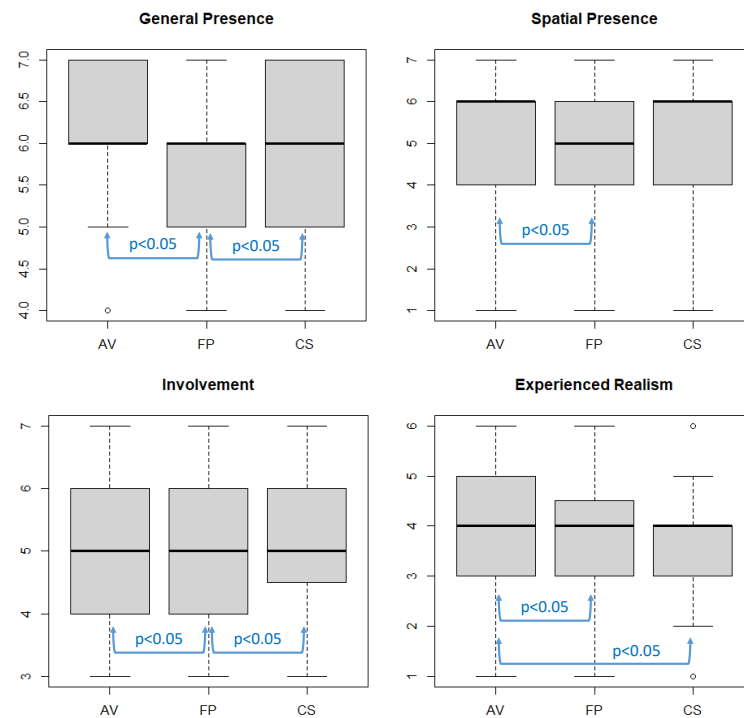 General Presence
7.0
6.5
6.0
5.5
5.0
4.5
4.0
p<0.05
p<0.05
AV
FP
CS
Spatial Presence
7
6
5
4
3
2
1
p<0.05
AV
FP
CS
Involvement
7
6
5
4
3
p<0.05
p<0.05
AV
FP
CS
Experienced Realism
6
5
4
3
2
1
p<0.05
p<0.05
AV
FP
CS